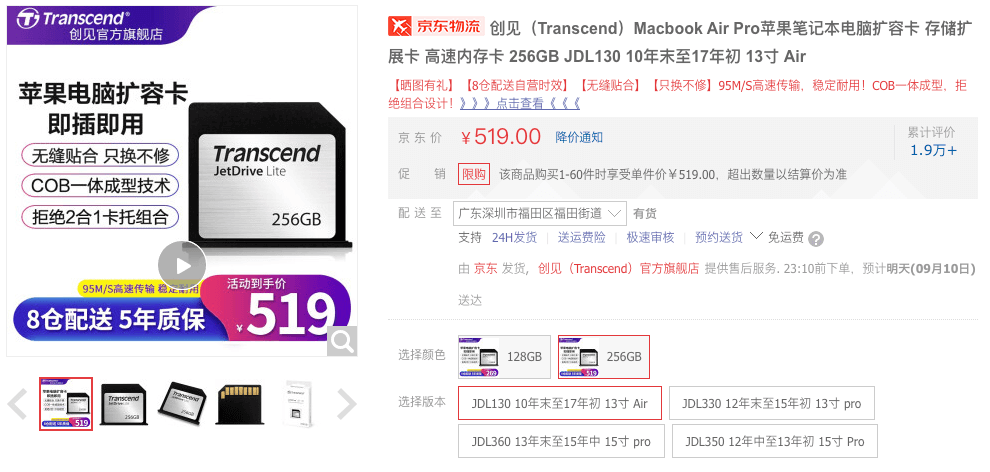 Transcend®
创见官方旗舰店
苹果电脑扩容卡
即插即用
无缝贴合 只换不修
COB一体成型技术
拒绝2合1卡托组合
Transcend
JetDrive Lite
256GB
95M/S高速传输 稳定耐用
活动到手价
8仓配送 5年质保
¥519
京东物流 创见（Transcend）Macbook Air Pro苹果笔记本电脑扩容卡 存储扩
展卡 高速内存卡 256GB JDL130 10年末至17年初 13寸 Air
【晒图有礼】【8仓配送自营时效】【无缝贴合】【只换不修】95M/S高速传输，稳定耐用！COB一体成型，拒
绝组合设计！》》》点击查看《《《
京东价 ￥519.00 降价通知
累计评价
1.9万+
促销 限购 该商品购买1-60件时享受单件价￥519.00，超出数量以结算价为准
配送至 广东深圳市福田区福田街道 有货
支持 24H发货 送运费险 极速审核 预约送货 免运费 ?
由 京东 发货，创见（Transcend）官方旗舰店 提供售后服务. 23:10前下单，预计明天(09月10日)
送达
选择颜色 128GB 256GB
选择版本 JDL130 10年末至17年初 13寸 Air JDL330 12年末至15年初 13寸 pro
JDL360 13年末至15年中 15寸 pro JDL350 12年中至13年初 15寸 Pro